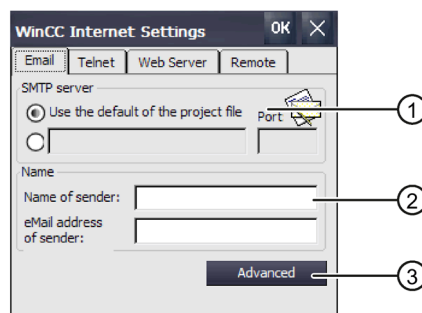 WinCC Internet Settings OK
Email Telnet Web Server Remote
SMTP server
Use the default of the project file Port
1
Name
Name of sender:
2
eMail address
of sender:
Advanced
3